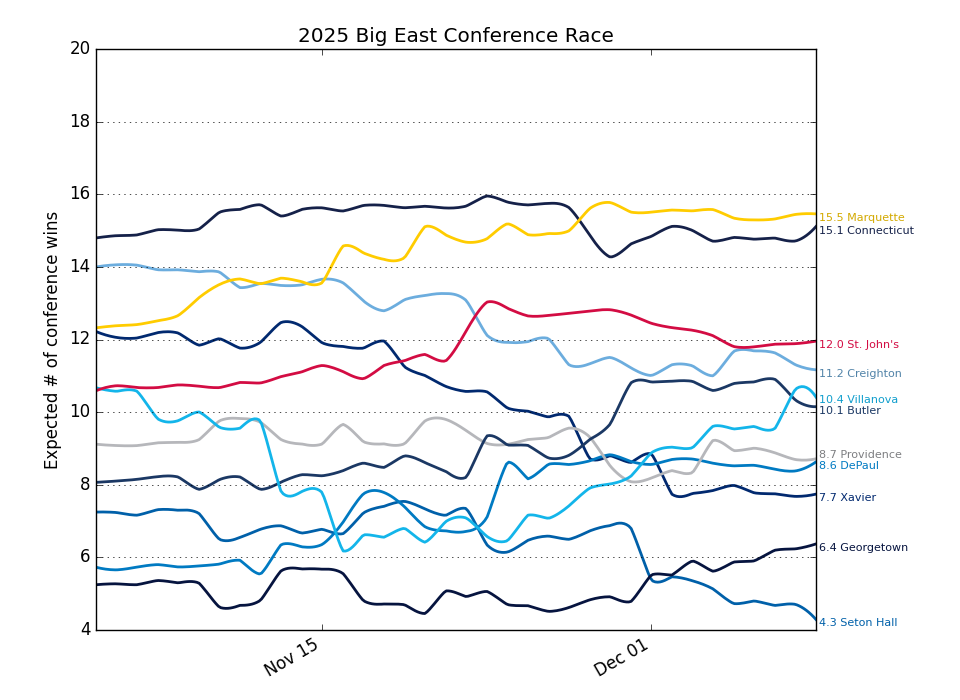 2025 Big East Conference Race
Expected # of conference wins
20
18
16
14
12
10
8
6
4
Nov 15
Dec 01
15.5 Marquette
15.1 Connecticut
12.0 St. John's
11.2 Creighton
10.4 Villanova
10.1 Butler
8.7 Providence
8.6 DePaul
7.7 Xavier
6.4 Georgetown
4.3 Seton Hall